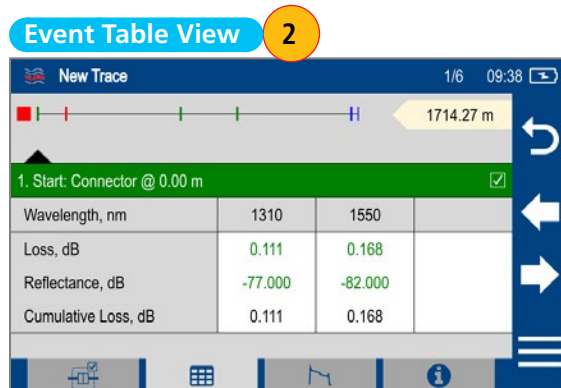 Event Table View 2
New Trace 1/6 09:38
1714.27 m
1. Start: Connector @ 0.00 m
Wavelength, nm 1310 1550
Loss, dB 0.111 0.168
Reflectance, dB -77.000 -82.000
Cumulative Loss, dB 0.111 0.168